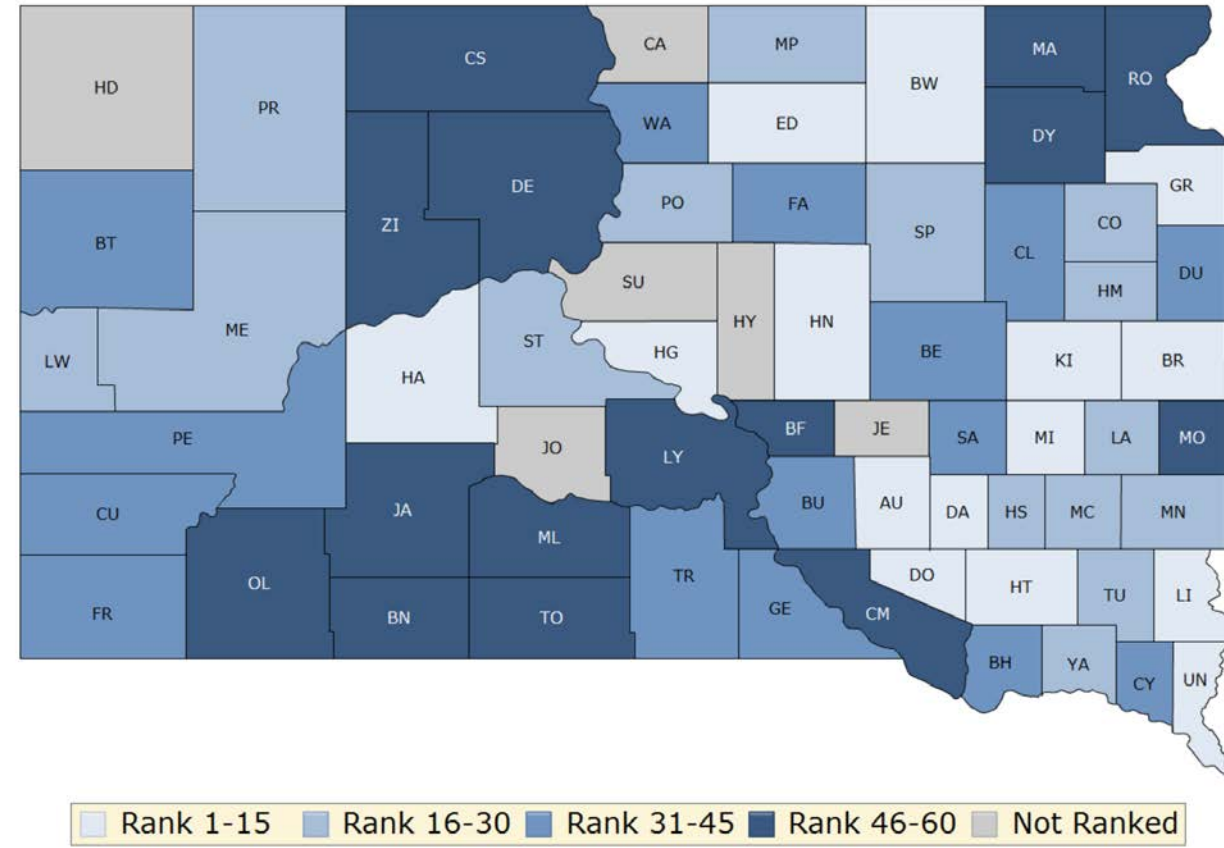 HD
PR
CS
CA
MP
BW
MA
RO
WA
ED
DY
BT
ZI
DE
PO
FA
SP
CL
CO
GR
SU
HY
HN
HM
DU
LW
ME
HA
ST
HG
BE
KI
BR
PE
JO
LY
BF
JE
SA
MI
LA
MO
CU
JA
ML
BU
AU
DA
HS
MC
MN
FR
OL
BN
TO
TR
GE
CM
DO
HT
TU
LI
BH
YA
CY
UN
Rank 1-15 Rank 16-30 Rank 31-45 Rank 46-60 Not Ranked